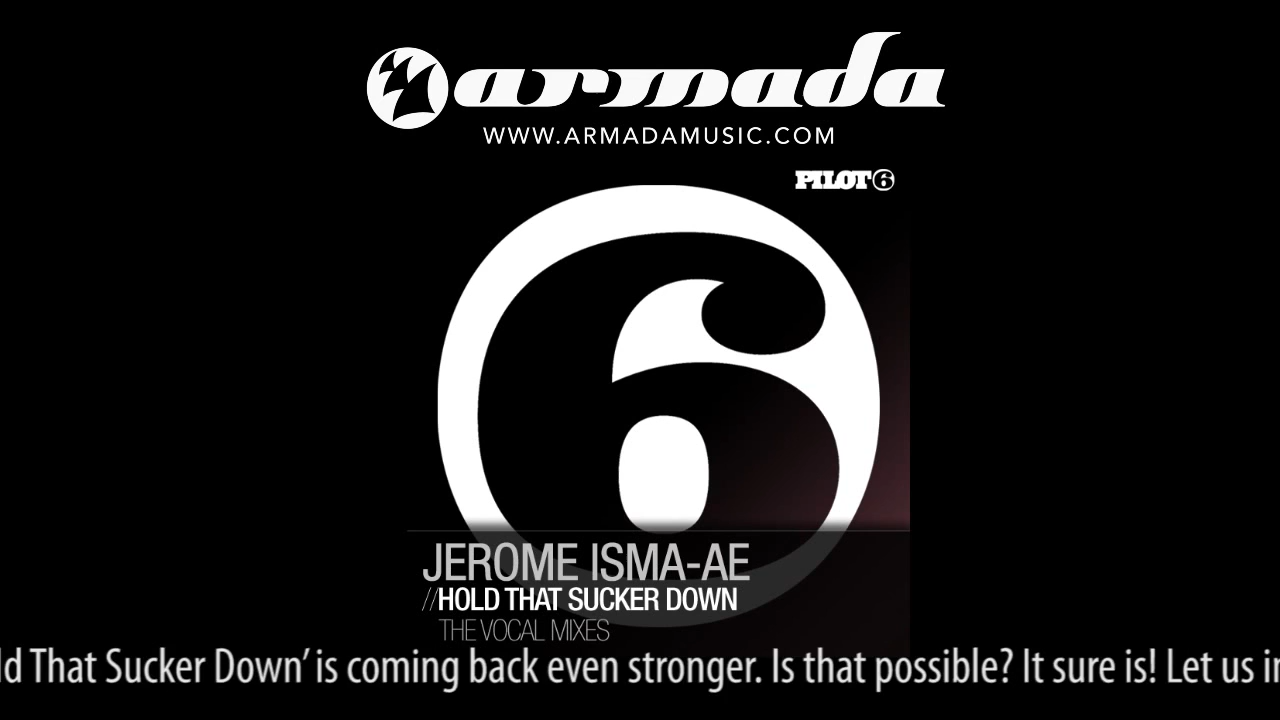 armada
WWW.ARMADAMUSIC.COM
PILOT6
6
JEROME ISMA-AE
//HOLD THAT SUCKER DOWN
THE VOCAL MIXES
ld That Sucker Down’ is coming back even stronger. Is that possible? It sure is! Let us in